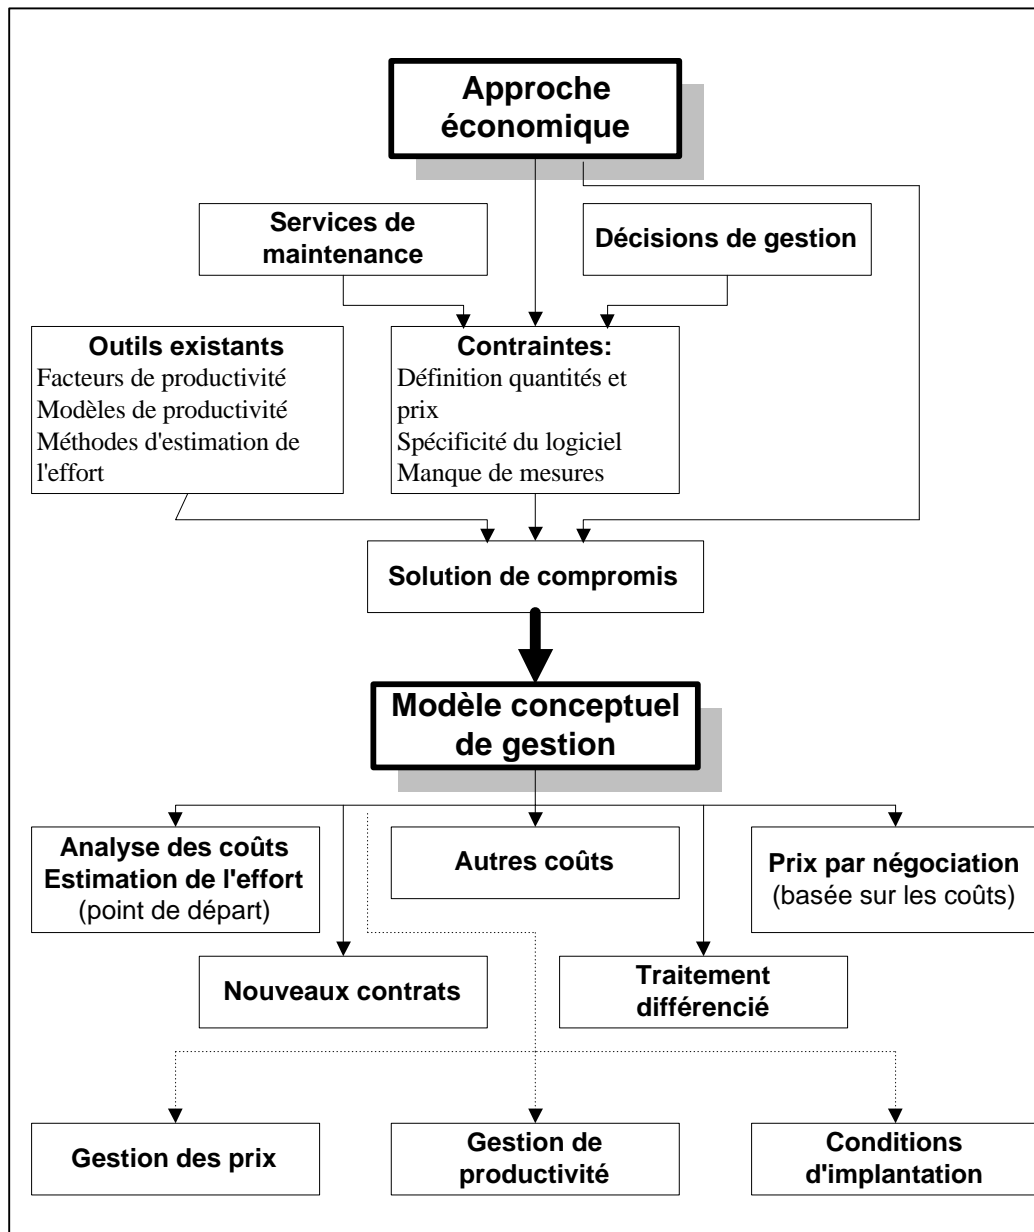 Approche
économique
Services de
maintenance
Décisions de gestion
Outils existants
Facteurs de productivité
Modèles de productivité
Méthodes d'estimation de
l'effort
Contraintes:
Définition quantités et
prix
Spécificité du logiciel
Manque de mesures
Solution de compromis
Modèle conceptuel
de gestion
Analyse des coûts
Estimation de l'effort
(point de départ)
Autres coûts
Prix par négociation
(basée sur les coûts)
Nouveaux contrats
Traitement
différencié
Gestion des prix
Gestion de
productivité
Conditions
d'implantation